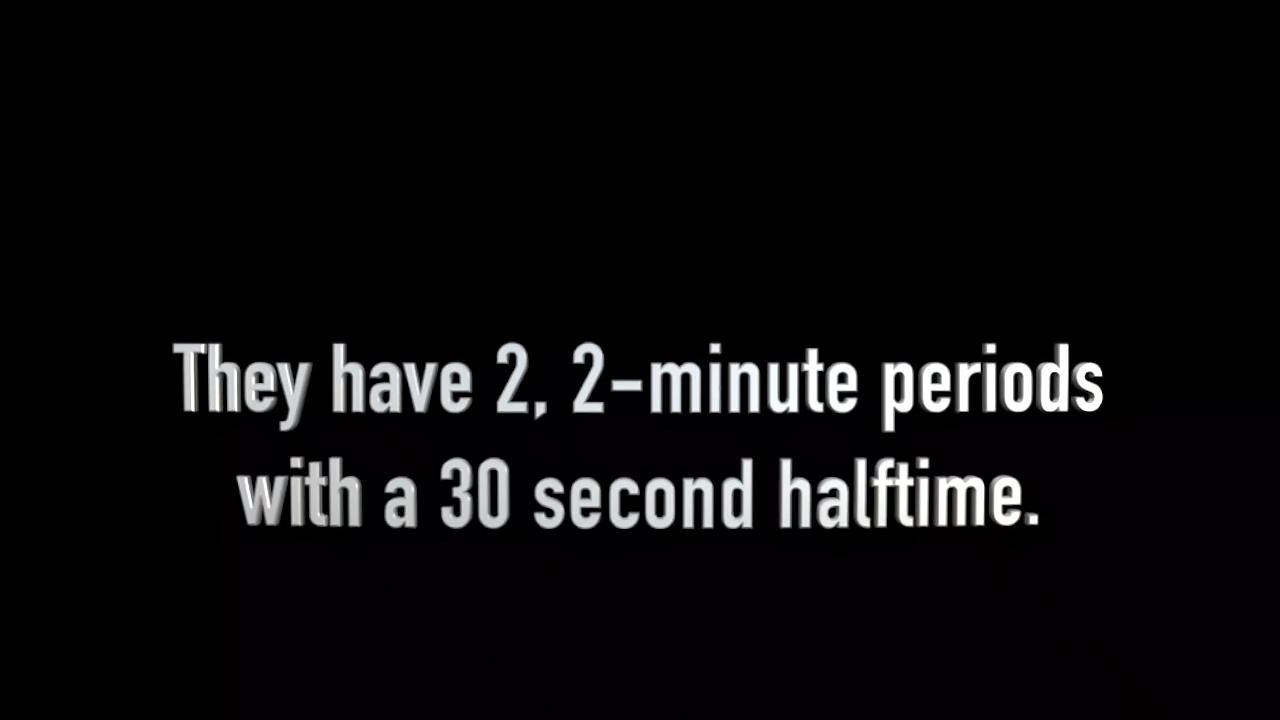 They have 2, 2-minute periods
with a 30 second halftime.